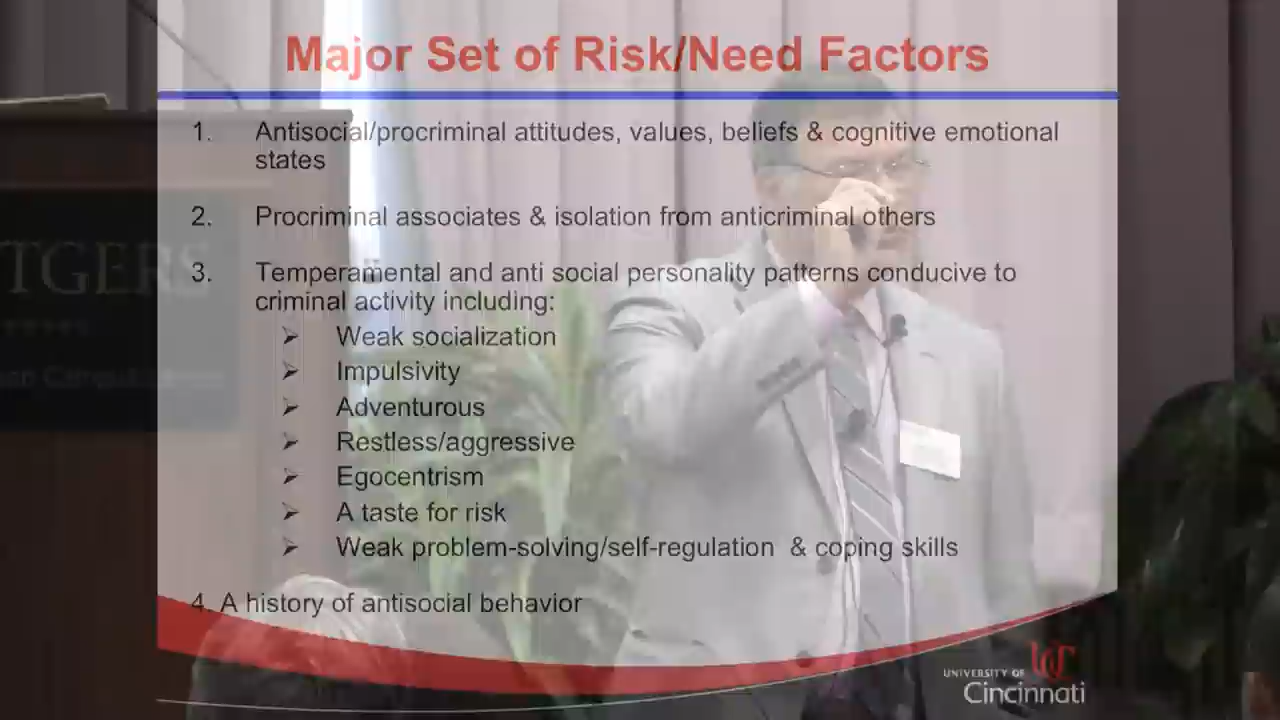 Major Set of Risk/Need Factors
1. Antisocial/procriminal attitudes, values, beliefs & cognitive emotional
states
2. Procriminal associates & isolation from anticriminal others
3. Temperamental and anti social personality patterns conducive to
criminal activity including:
➢ Weak socialization
➢ Impulsivity
➢ Adventurous
➢ Restless/aggressive
➢ Egocentrism
➢ A taste for risk
➢ Weak problem-solving/self-regulation & coping skills
4. A history of antisocial behavior
TGERS
UNIVERSITY OF UC
Cincinnati